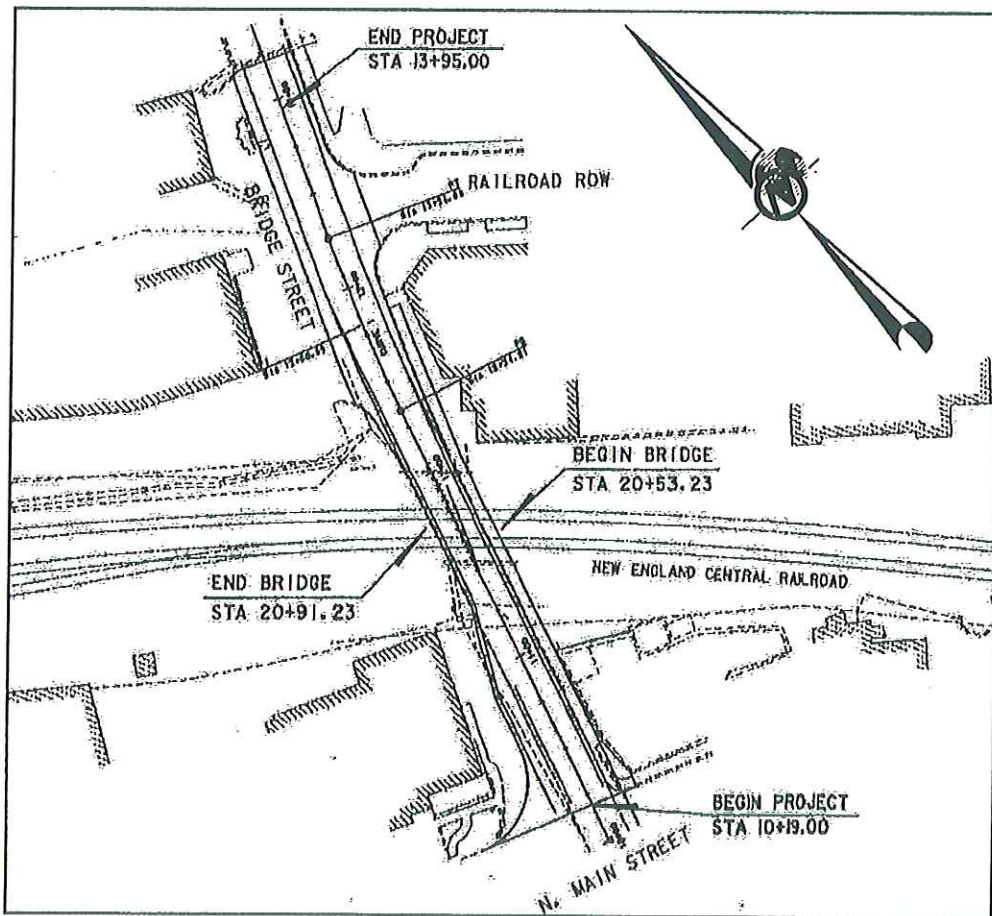 END PROJECT
STA 13+95.00
RAILROAD ROW
BRIDGE STREET
BEGIN BRIDGE
STA 20+53.23
NEW ENGLAND CENTRAL RAILROAD
END BRIDGE
STA 20+91.23
BEGIN PROJECT
STA 10+19.00
N. MAIN STREET